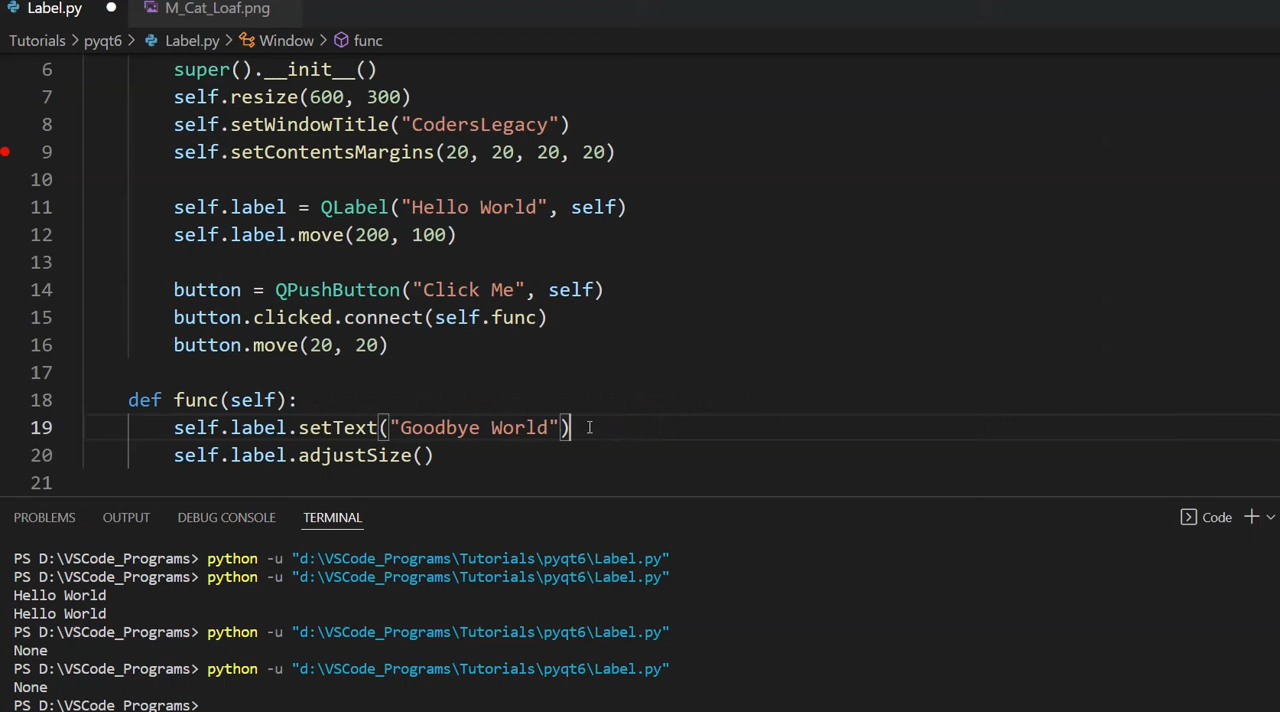 Label.py M_Cat_Loaf.png
Tutorials > pyqt6 > Label.py > Window > func
6 super().__init__()
7 self.resize(600, 300)
8 self.setWindowTitle("CodersLegacy")
9 self.setContentsMargins(20, 20, 20, 20)
10
11 self.label = QLabel("Hello World", self)
12 self.label.move(200, 100)
13
14 button = QPushButton("Click Me", self)
15 button.clicked.connect(self.func)
16 button.move(20, 20)
17
18 def func(self):
19 self.label.setText("Goodbye World")
20 self.label.adjustSize()
21
PROBLEMS OUTPUT DEBUG CONSOLE TERMINAL Code
PS D:\VSCode_Programs> python -u "d:\VSCode_Programs\Tutorials\pyqt6\Label.py"
PS D:\VSCode_Programs> python -u "d:\VSCode_Programs\Tutorials\pyqt6\Label.py"
Hello World
Hello World
PS D:\VSCode_Programs> python -u "d:\VSCode_Programs\Tutorials\pyqt6\Label.py"
None
PS D:\VSCode_Programs> python -u "d:\VSCode_Programs\Tutorials\pyqt6\Label.py"
None
PS D:\VSCode_Programs>